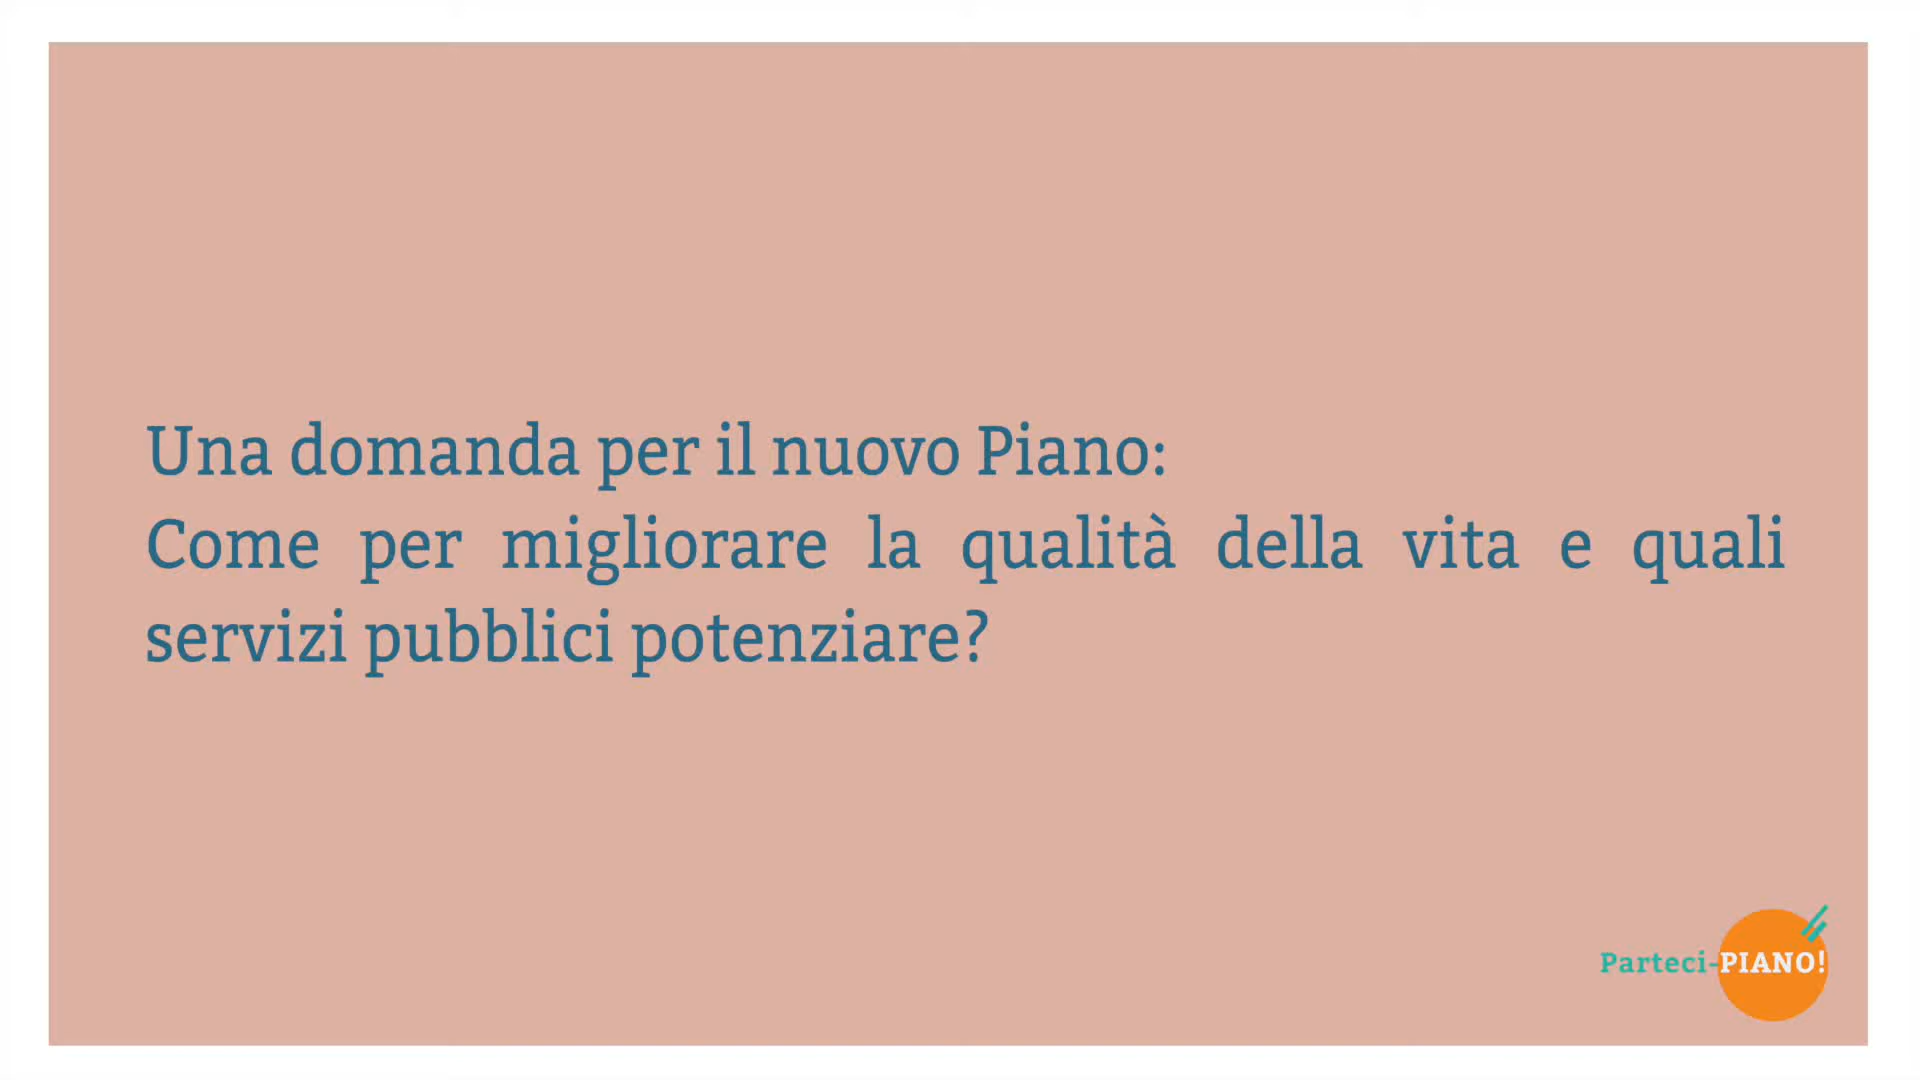 Una domanda per il nuovo Piano:
Come per migliorare la qualità della vita e quali
servizi pubblici potenziare?
Parteci-PIANO!